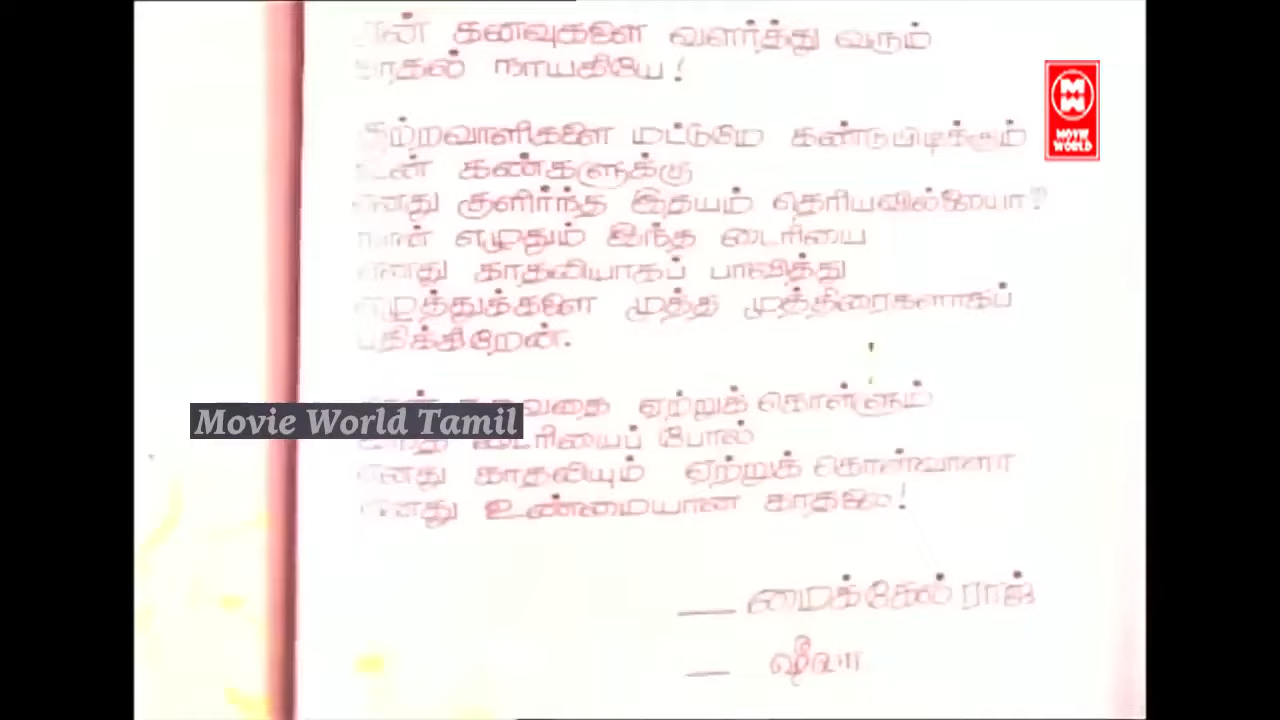 என் கனவுகளை வளர்த்து வரும்
காதல் நாயகியே!
குற்றவாளிகளை மட்டுமே கண்டுபிடிக்கும்
உன் கண்களுக்கு
எனது குளிர்ந்த இதயம் தெரியவில்லையா?
நான் எழுதும் இந்த டைரியை
எனது காதலியாகப் பாவித்து
எழுத்துக்களை முத்த முத்திரைகளாகப்
பதிக்கிறேன்.
ஏற்றுக் கொள்ளும்
டைரியைப் போல்
எனது காதலியும் ஏற்றுக் கொள்வாளா
எனது உண்மையான காதலை!
— மைக்கேல் ராஜ்
— ஷீவா
Movie World Tamil
MOVIE
WORLD